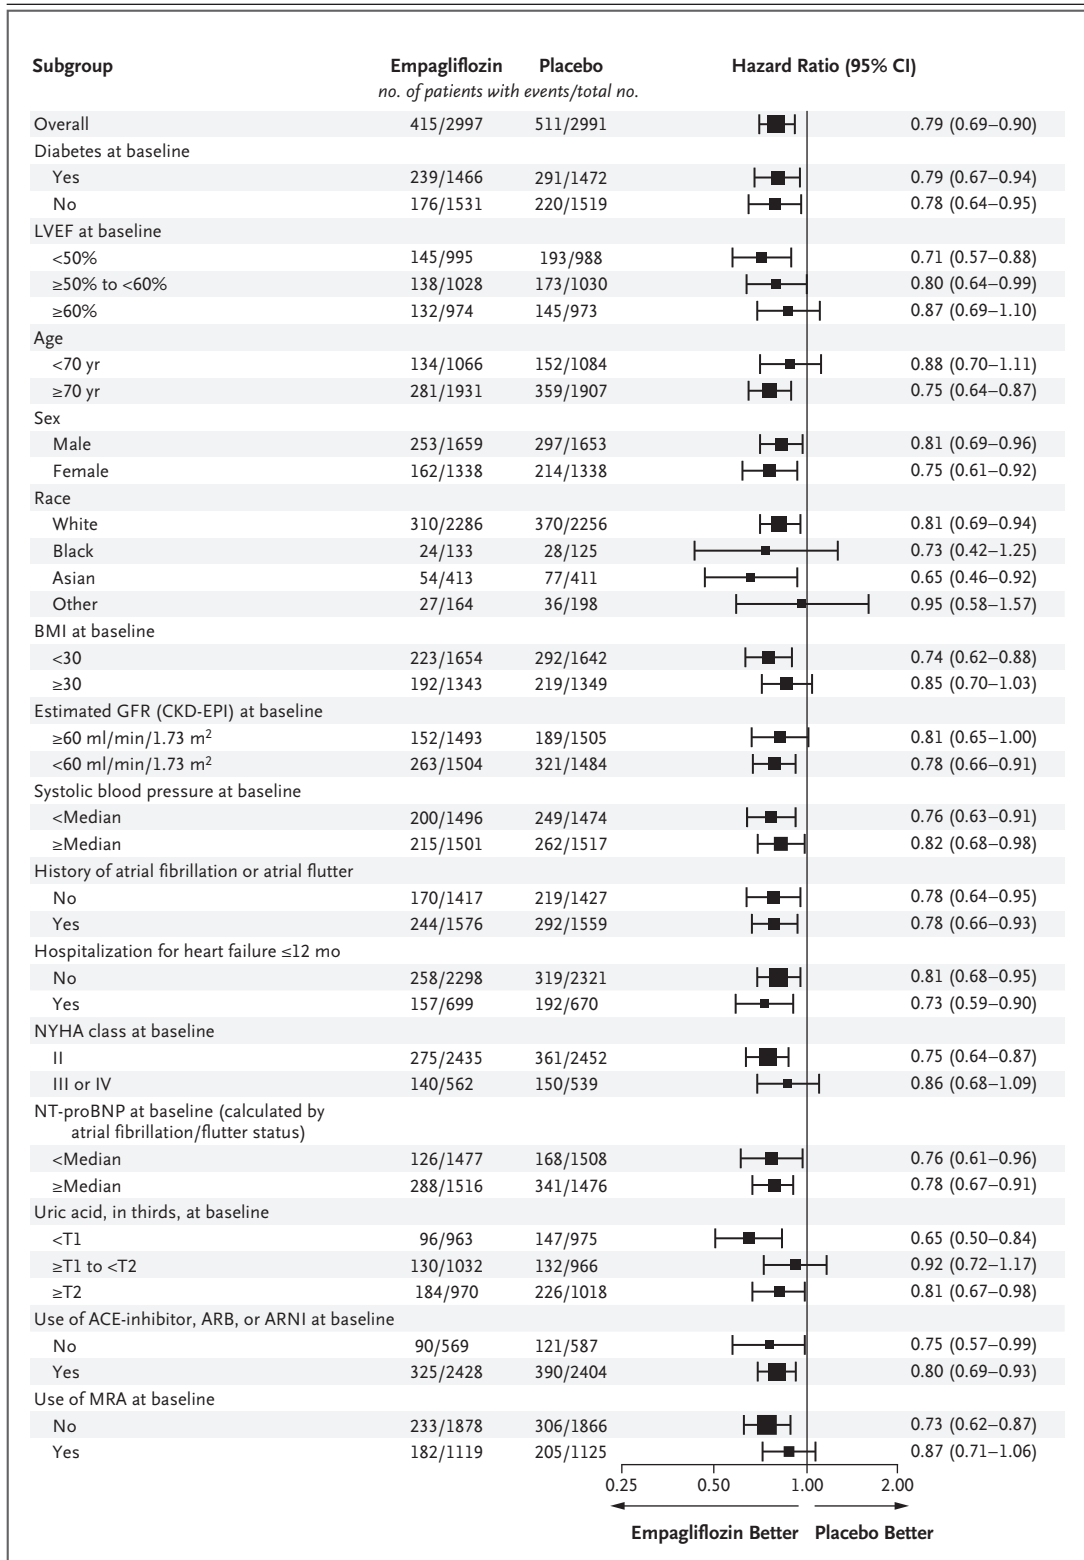 Subgroup Empagliflozin Placebo Hazard Ratio (95% CI)
no. of patients with events/total no.
Overall 415/2997 511/2991 0.79 (0.69–0.90)
Diabetes at baseline
Yes 239/1466 291/1472 0.79 (0.67–0.94)
No 176/1531 220/1519 0.78 (0.64–0.95)
LVEF at baseline
<50% 145/995 193/988 0.71 (0.57–0.88)
≥50% to <60% 138/1028 173/1030 0.80 (0.64–0.99)
≥60% 132/974 145/973 0.87 (0.69–1.10)
Age
<70 yr 134/1066 152/1084 0.88 (0.70–1.11)
≥70 yr 281/1931 359/1907 0.75 (0.64–0.87)
Sex
Male 253/1659 297/1653 0.81 (0.69–0.96)
Female 162/1338 214/1338 0.75 (0.61–0.92)
Race
White 310/2286 370/2256 0.81 (0.69–0.94)
Black 24/133 28/125 0.73 (0.42–1.25)
Asian 54/413 77/411 0.65 (0.46–0.92)
Other 27/164 36/198 0.95 (0.58–1.57)
BMI at baseline
<30 223/1654 292/1642 0.74 (0.62–0.88)
≥30 192/1343 219/1349 0.85 (0.70–1.03)
Estimated GFR (CKD-EPI) at baseline
≥60 ml/min/1.73 m² 152/1493 189/1505 0.81 (0.65–1.00)
<60 ml/min/1.73 m² 263/1504 321/1484 0.78 (0.66–0.91)
Systolic blood pressure at baseline
<Median 200/1496 249/1474 0.76 (0.63–0.91)
≥Median 215/1501 262/1517 0.82 (0.68–0.98)
History of atrial fibrillation or atrial flutter
No 170/1417 219/1427 0.78 (0.64–0.95)
Yes 244/1576 292/1559 0.78 (0.66–0.93)
Hospitalization for heart failure ≤12 mo
No 258/2298 319/2321 0.81 (0.68–0.95)
Yes 157/699 192/670 0.73 (0.59–0.90)
NYHA class at baseline
II 275/2435 361/2452 0.75 (0.64–0.87)
III or IV 140/562 150/539 0.86 (0.68–1.09)
NT-proBNP at baseline (calculated by
atrial fibrillation/flutter status)
<Median 126/1477 168/1508 0.76 (0.61–0.96)
≥Median 288/1516 341/1476 0.78 (0.67–0.91)
Uric acid, in thirds, at baseline
<T1 96/963 147/975 0.65 (0.50–0.84)
≥T1 to <T2 130/1032 132/966 0.92 (0.72–1.17)
≥T2 184/970 226/1018 0.81 (0.67–0.98)
Use of ACE-inhibitor, ARB, or ARNI at baseline
No 90/569 121/587 0.75 (0.57–0.99)
Yes 325/2428 390/2404 0.80 (0.69–0.93)
Use of MRA at baseline
No 233/1878 306/1866 0.73 (0.62–0.87)
Yes 182/1119 205/1125 0.87 (0.71–1.06)
0.25 0.50 1.00 2.00
Empagliflozin Better Placebo Better